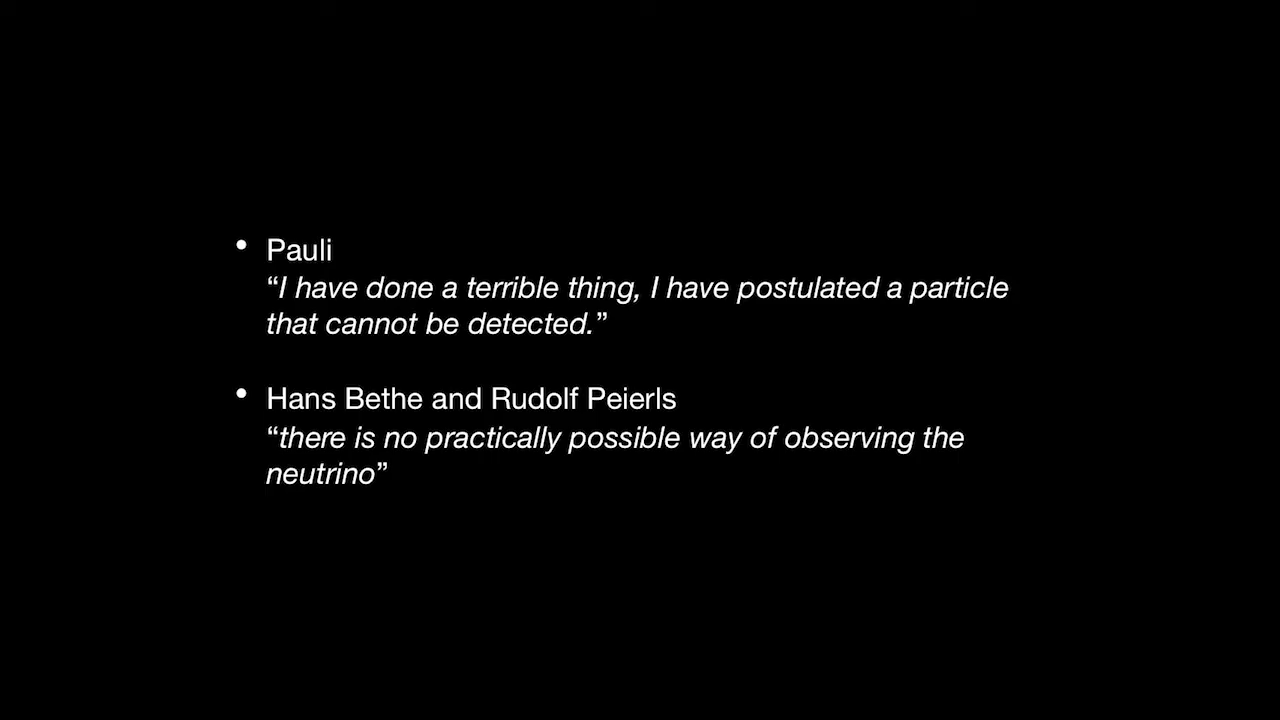 • Pauli
“I have done a terrible thing, I have postulated a particle
that cannot be detected.”
• Hans Bethe and Rudolf Peierls
“there is no practically possible way of observing the
neutrino”